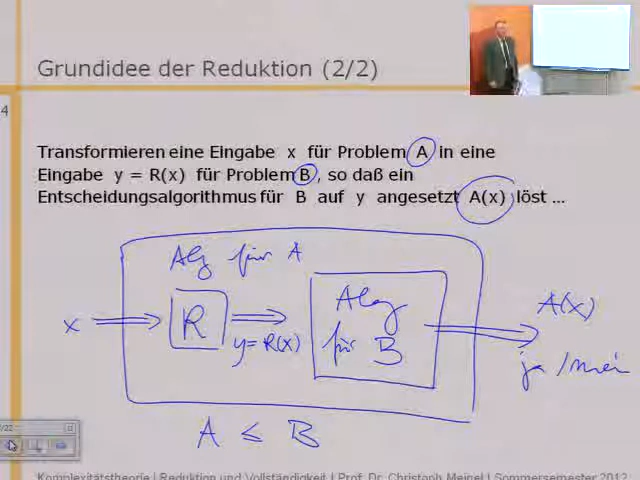 Grundidee der Reduktion (2/2)
4
Transformieren eine Eingabe x für Problem A in eine
Eingabe y = R(x) für Problem B, so daß ein
Entscheidungsalgorithmus für B auf y angesetzt A(x) löst ...
Alg für A
x
R
y = R(x)
Alg
für B
A(x)
ja / nein
A ≤ B
/22
Komplexitätstheorie | Reduktion und Vollständigkeit | Prof. Dr. Christoph Meinel | Sommersemester 2012